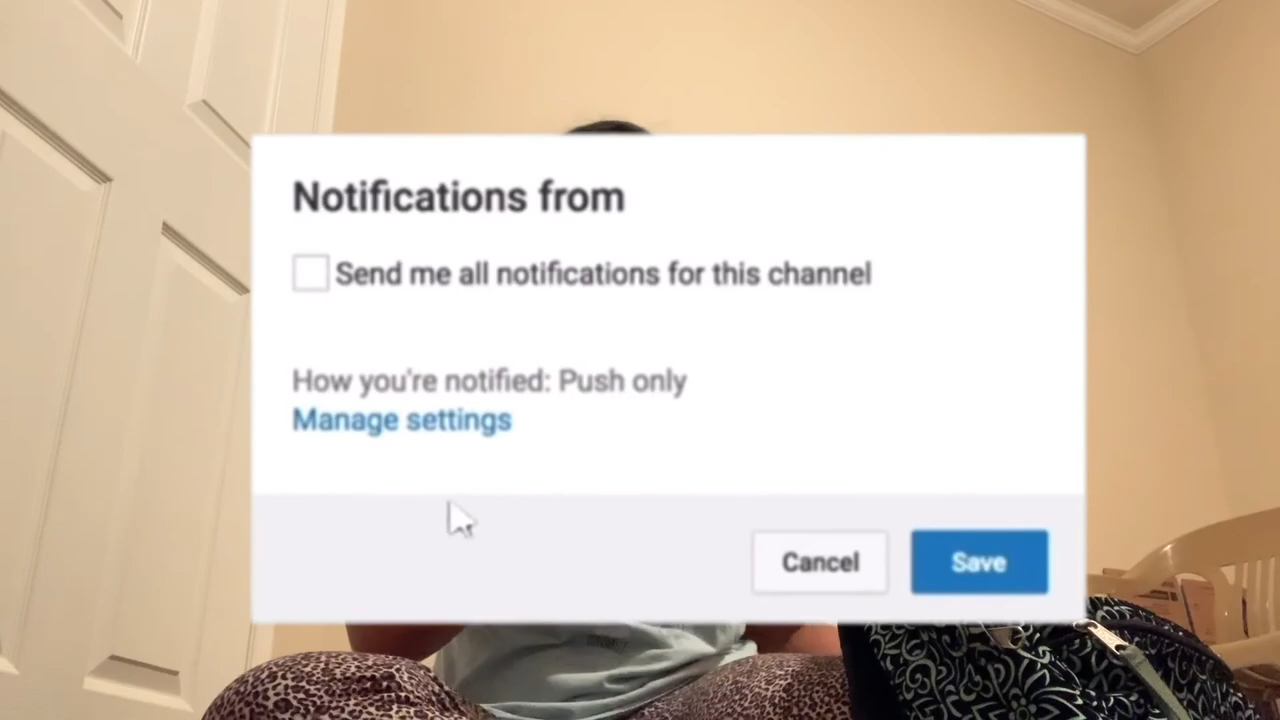 Notifications from
Send me all notifications for this channel
How you're notified: Push only
Manage settings
Cancel
Save